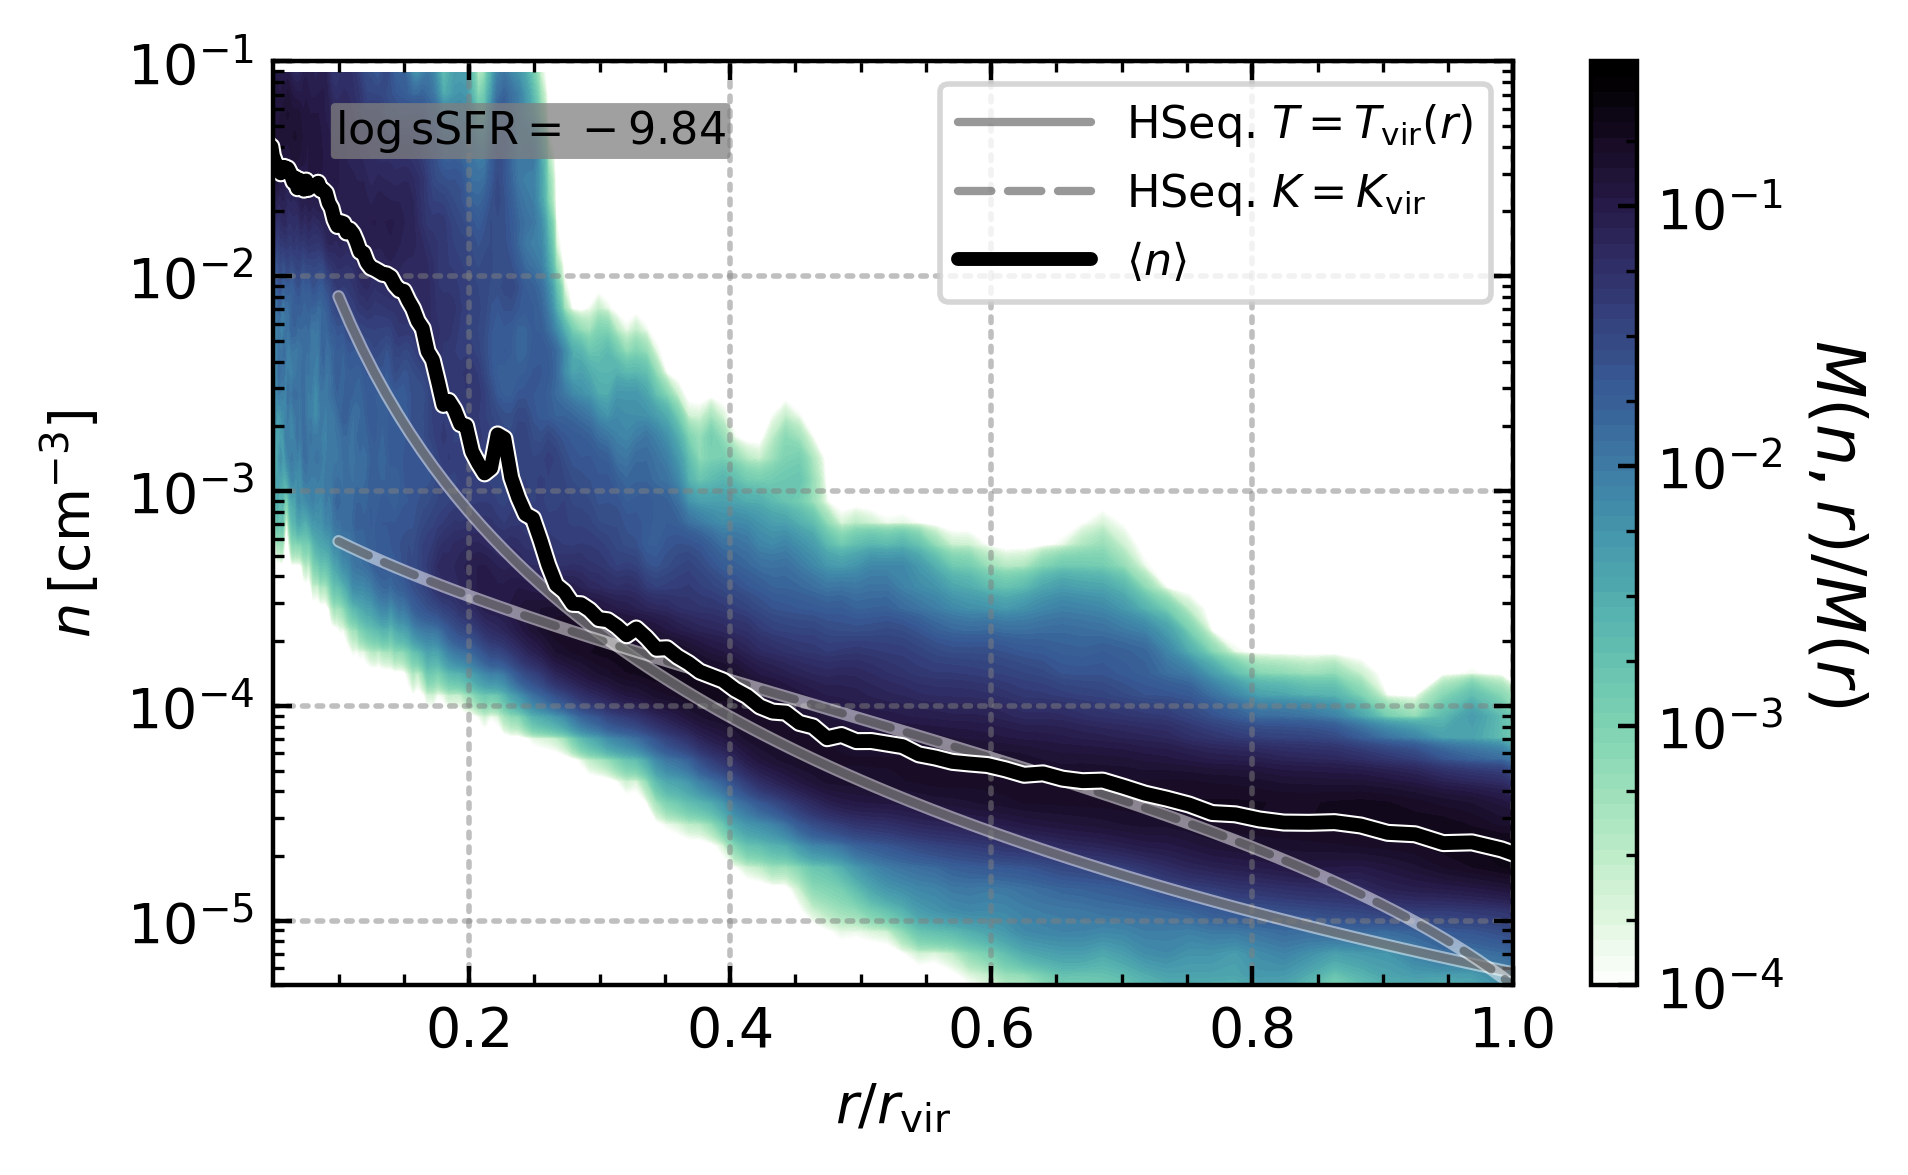 10⁻¹
10⁻²
10⁻³
10⁻⁴
10⁻⁵
n [cm⁻³]
log sSFR = −9.84
HSeq. T = T_vir(r)
HSeq. K = K_vir
⟨n⟩
0.2 0.4 0.6 0.8 1.0
r/r_vir
10⁻¹
10⁻²
10⁻³
10⁻⁴
M(n, r)/M(r)